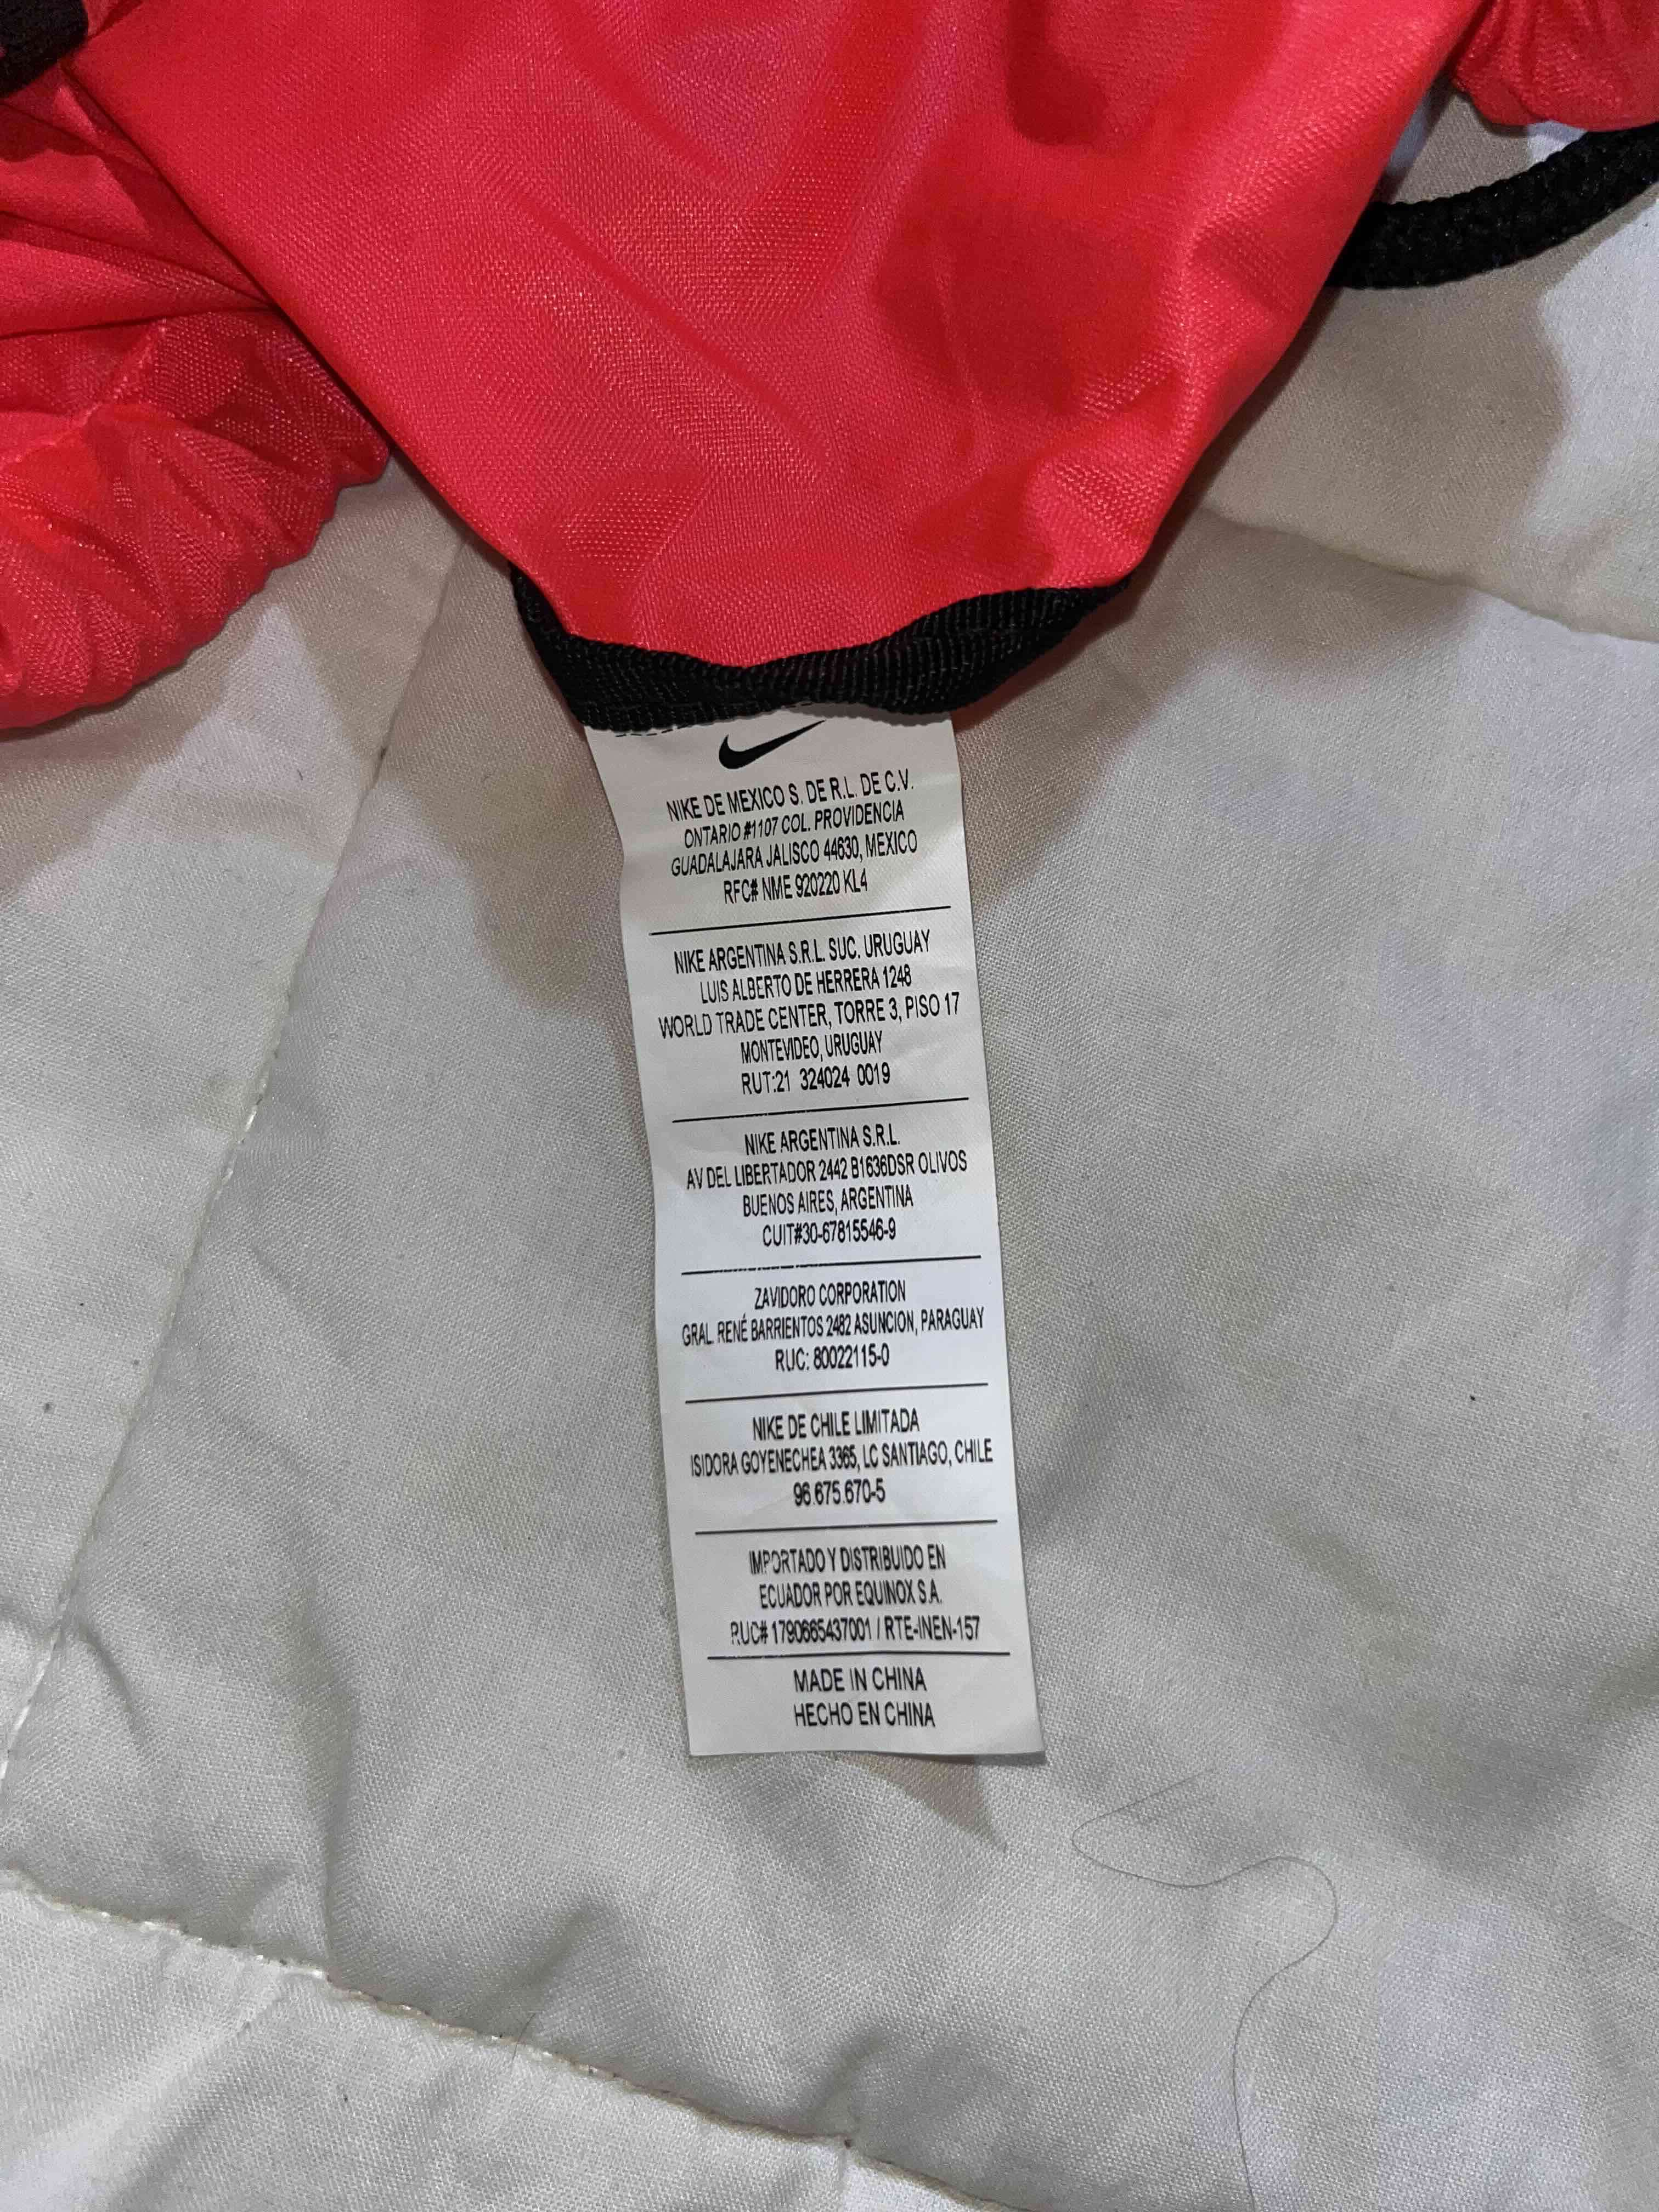 NIKE DE MEXICO S. DE R.L. DE C.V.
ONTARIO #1107 COL. PROVIDENCIA
GUADALAJARA JALISCO 44630, MEXICO
RFC# NME 920220 KL4
NIKE ARGENTINA S.R.L. SUC. URUGUAY
LUIS ALBERTO DE HERRERA 1248
WORLD TRADE CENTER, TORRE 3, PISO 17
MONTEVIDEO, URUGUAY
RUT:21 324024 0019
NIKE ARGENTINA S.R.L.
AV DEL LIBERTADOR 2442 B1636DSR OLIVOS
BUENOS AIRES, ARGENTINA
CUIT#30-67815546-9
ZAVIDORO CORPORATION
GRAL. RENÉ BARRIENTOS 2482 ASUNCION, PARAGUAY
RUC: 80022115-0
NIKE DE CHILE LIMITADA
ISIDORA GOYENECHEA 3365, LC SANTIAGO, CHILE
96.675.670-5
IMPORTADO Y DISTRIBUIDO EN
ECUADOR POR EQUINOX S.A.
RUC# 1790665437001 / RTE-INEN-157
MADE IN CHINA
HECHO EN CHINA